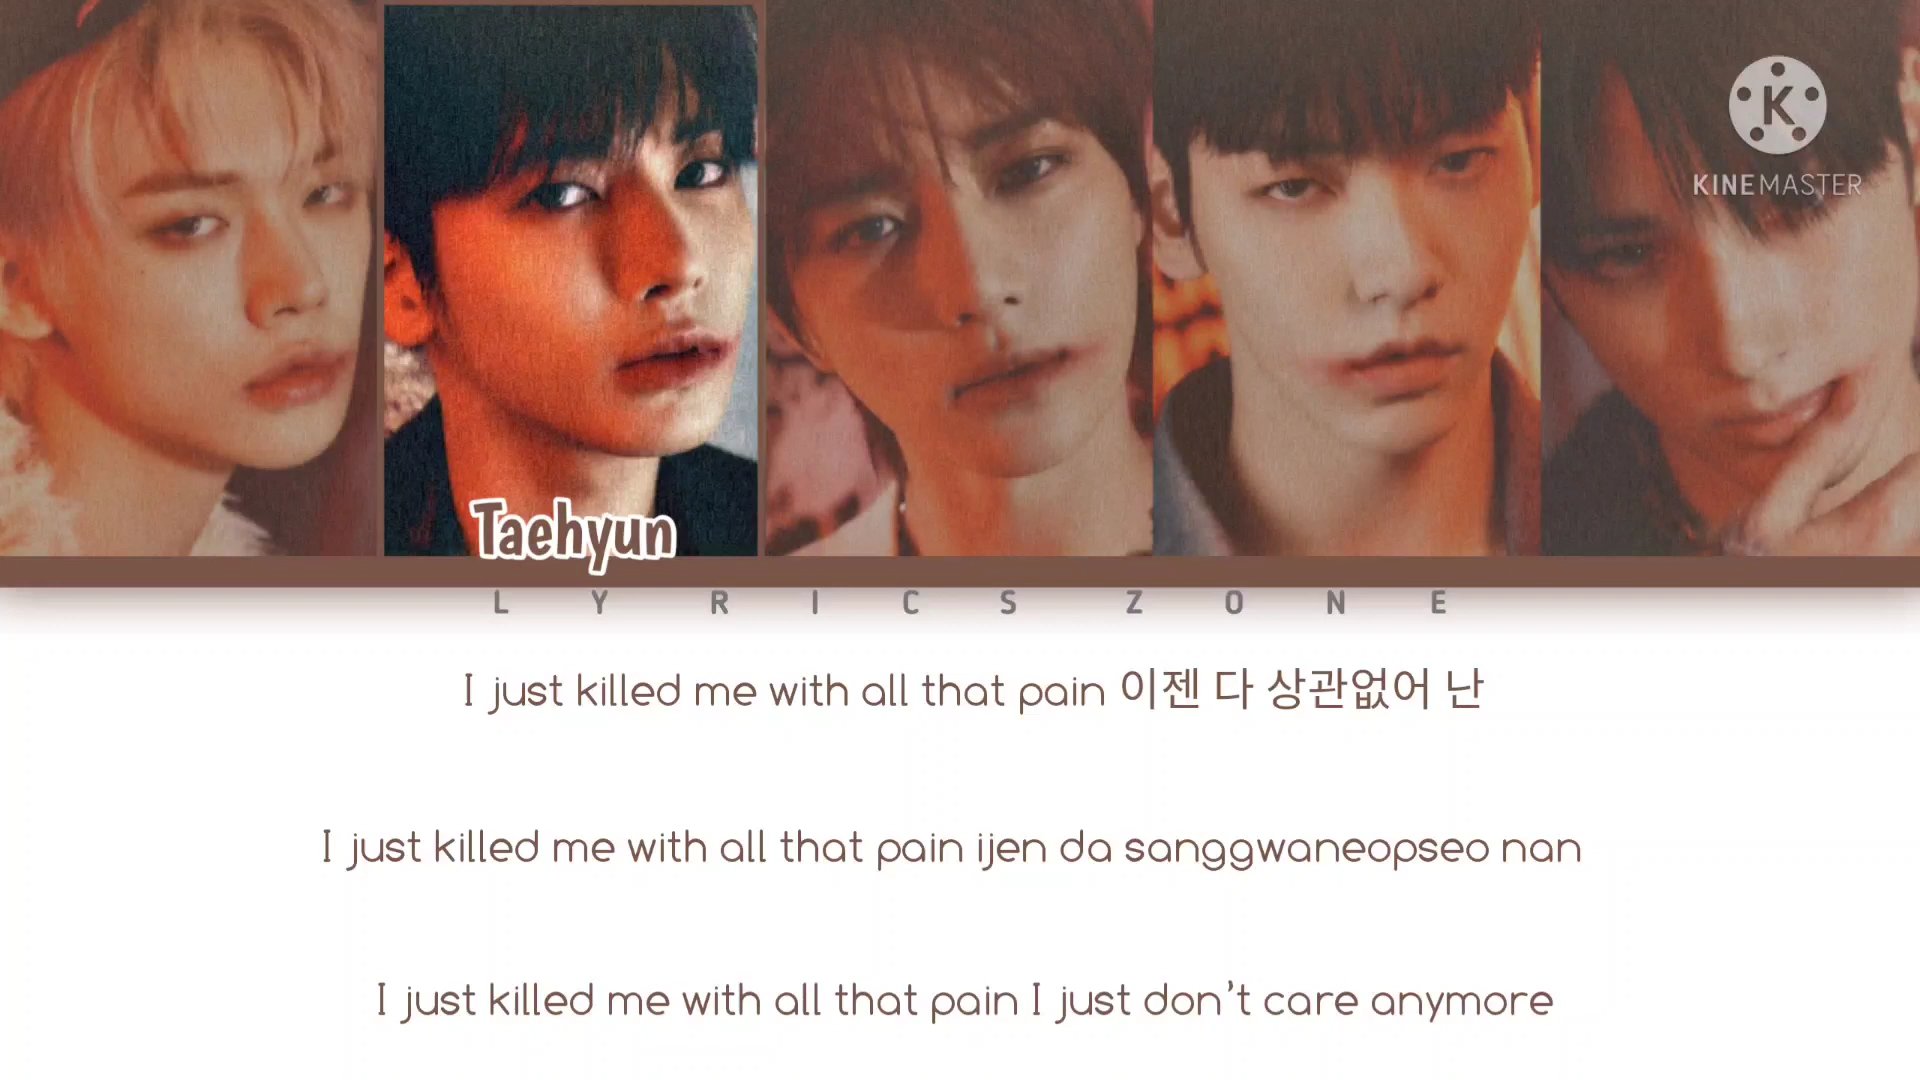 K
KINEMASTER
Taehyun
LYRICS ZONE
I just killed me with all that pain 이젠 다 상관없어 난
I just killed me with all that pain ijen da sanggwaneopseo nan
I just killed me with all that pain I just don't care anymore